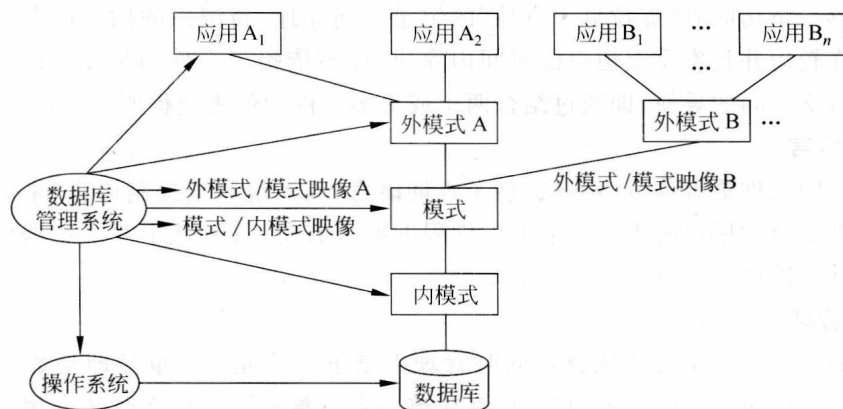 应用A₁
应用A₂
应用B₁
…
应用Bₙ
…
外模式 A
外模式 B
…
外模式/模式映像A
外模式/模式映像B
数据库
管理系统
模式
模式/内模式映像
内模式
操作系统
数据库